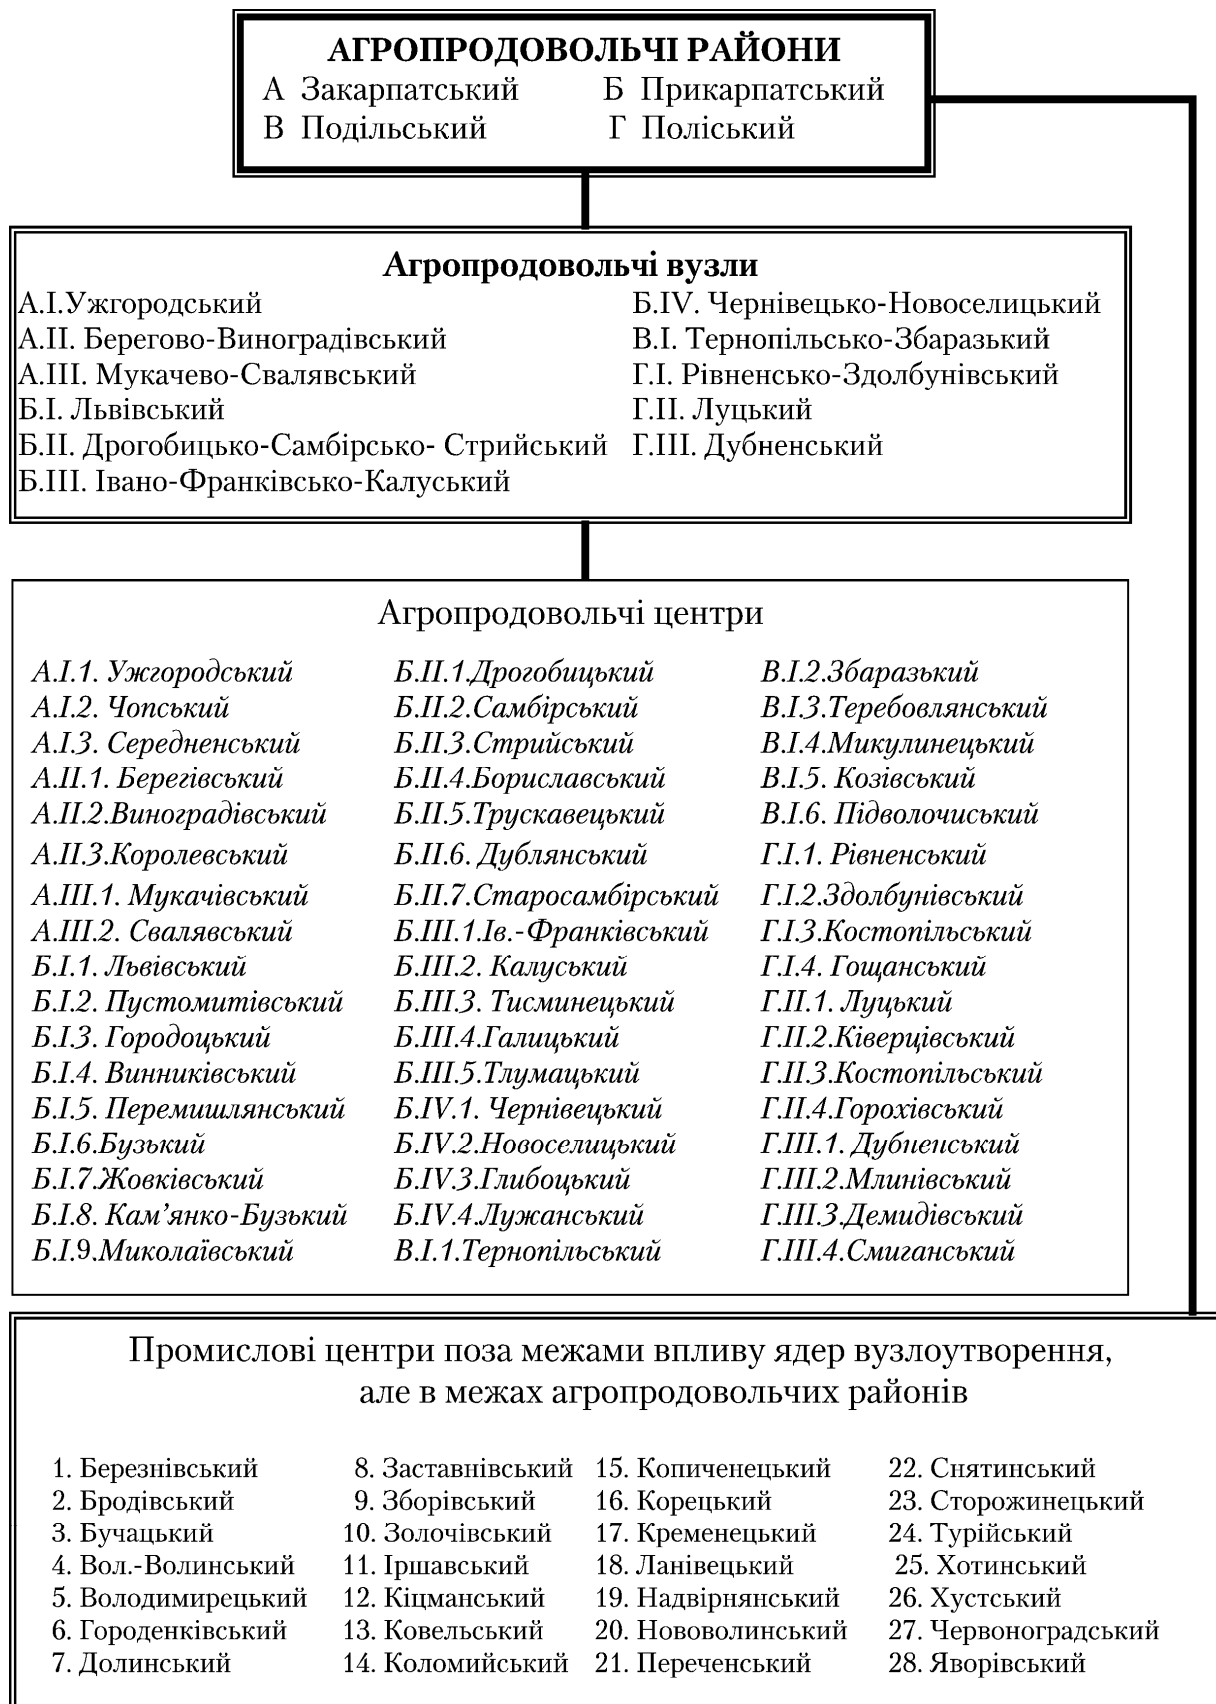 АГРОПРОДОВОЛЬЧІ РАЙОНИ
А Закарпатський Б Прикарпатський
В Подільський Г Поліський
Агропродовольчі вузли
А.І.Ужгородський
А.ІІ. Берегово-Виноградівський
А.ІІІ. Мукачево-Свалявський
Б.І. Львівський
Б.ІІ. Дрогобицько-Самбірсько- Стрийський
Б.ІІІ. Івано-Франківсько-Калуський
Б.IV. Чернівецько-Новоселицький
В.І. Тернопільсько-Збаразький
Г.І. Рівненсько-Здолбунівський
Г.ІІ. Луцький
Г.ІІІ. Дубненський
Агропродовольчі центри
А.І.1. Ужгородський
А.І.2. Чопський
А.І.3. Середненський
А.ІІ.1. Берегівський
А.ІІ.2.Виноградівський
А.ІІ.3.Королевський
А.ІІІ.1. Мукачівський
А.ІІІ.2. Свалявський
Б.І.1. Львівський
Б.І.2. Пустомитівський
Б.І.3. Городоцький
Б.І.4. Винниківський
Б.І.5. Перемишлянський
Б.І.6.Бузький
Б.І.7.Жовківський
Б.І.8. Кам’янко-Бузький
Б.І.9.Миколаївський
Б.ІІ.1.Дрогобицький
Б.ІІ.2.Самбірський
Б.ІІ.3.Стрийський
Б.ІІ.4.Бориславський
Б.ІІ.5.Трускавецький
Б.ІІ.6. Дублянський
Б.ІІ.7.Старосамбірський
Б.ІІІ.1.Ів.-Франківський
Б.ІІІ.2. Калуський
Б.ІІІ.3. Тисминецький
Б.ІІІ.4.Галицький
Б.ІІІ.5.Тлумацький
Б.IV.1. Чернівецький
Б.IV.2.Новоселицький
Б.IV.3.Глибоцький
Б.IV.4.Лужанський
В.І.1.Тернопільський
В.І.2.Збаразький
В.І.3.Теребовлянський
В.І.4.Микулинецький
В.І.5. Козівський
В.І.6. Підволочиський
Г.І.1. Рівненський
Г.І.2.Здолбунівський
Г.І.3.Костопільський
Г.І.4. Гощанський
Г.ІІ.1. Луцький
Г.ІІ.2.Ківерцівський
Г.ІІ.3.Костопільський
Г.ІІ.4.Горохівський
Г.ІІІ.1. Дубненський
Г.ІІІ.2.Млинівський
Г.ІІІ.3.Демидівський
Г.ІІІ.4.Смиганський
Промислові центри поза межами впливу ядер вузлоутворення,
але в межах агропродовольчих районів
1. Березнівський
2. Бродівський
3. Бучацький
4. Вол.-Волинський
5. Володимирецький
6. Городенківський
7. Долинський
8. Заставнівський
9. Зборівський
10. Золочівський
11. Іршавський
12. Кіцманський
13. Ковельський
14. Коломийський
15. Копиченецький
16. Корецький
17. Кременецький
18. Ланівецький
19. Надвірнянський
20. Нововолинський
21. Переченський
22. Снятинський
23. Сторожинецький
24. Турійський
25. Хотинський
26. Хустський
27. Червоноградський
28. Яворівський